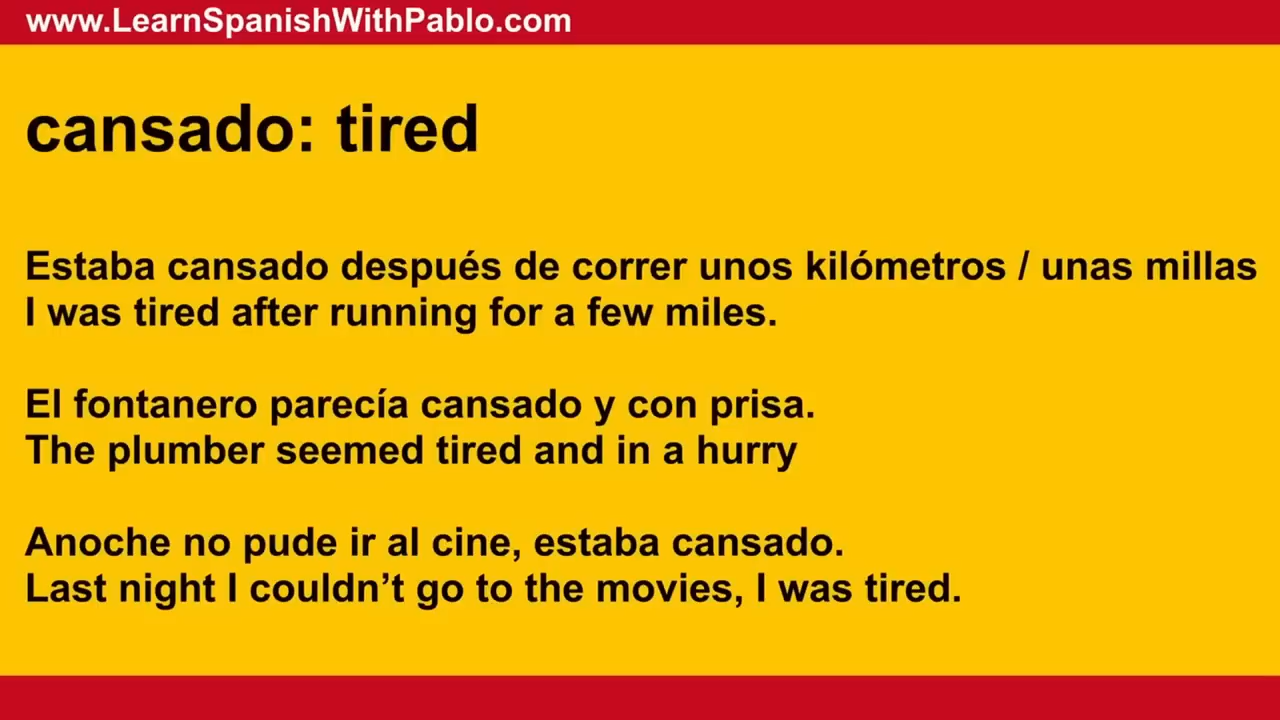 www.LearnSpanishWithPablo.com
cansado: tired
Estaba cansado después de correr unos kilómetros / unas millas
I was tired after running for a few miles.
El fontanero parecía cansado y con prisa.
The plumber seemed tired and in a hurry
Anoche no pude ir al cine, estaba cansado.
Last night I couldn’t go to the movies, I was tired.